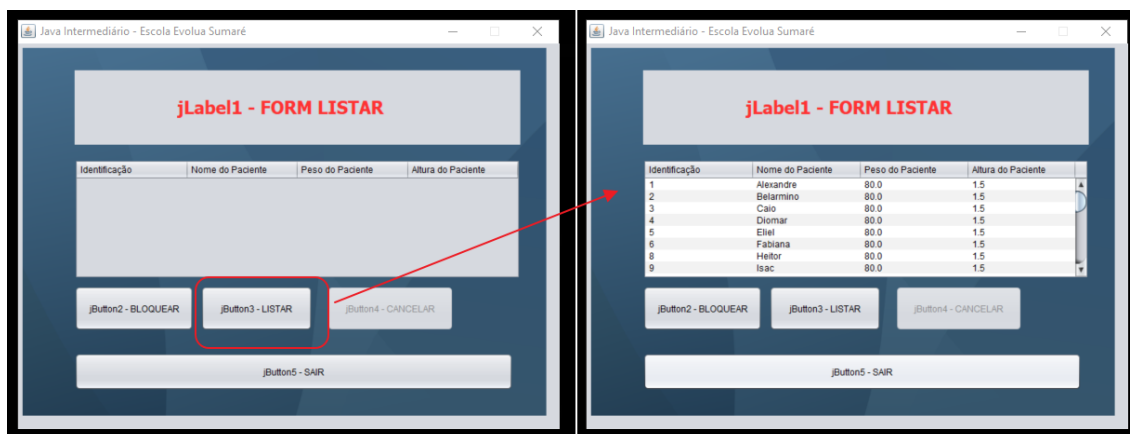 Java Intermediário - Escola Evolua Sumaré
jLabel1 - FORM LISTAR
Identificação Nome do Paciente Peso do Paciente Altura do Paciente
jButton2 - BLOQUEAR jButton3 - LISTAR jButton4 - CANCELAR
jButton5 - SAIR
Java Intermediário - Escola Evolua Sumaré
jLabel1 - FORM LISTAR
Identificação Nome do Paciente Peso do Paciente Altura do Paciente
1 Alexandre 80.0 1.5
2 Belarmino 80.0 1.5
3 Caio 80.0 1.5
4 Diomar 80.0 1.5
5 Eliel 80.0 1.5
6 Fabiana 80.0 1.5
8 Heitor 80.0 1.5
9 Isac 80.0 1.5
jButton2 - BLOQUEAR jButton3 - LISTAR jButton4 - CANCELAR
jButton5 - SAIR